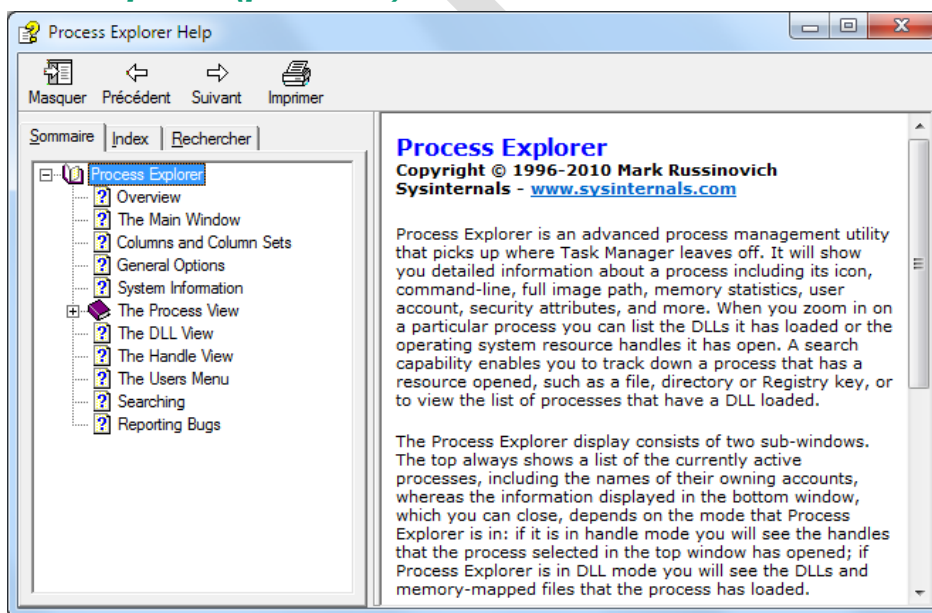 Process Explorer Help
Masquer Précédent Suivant Imprimer
Sommaire Index Rechercher
Process Explorer
Overview
The Main Window
Columns and Column Sets
General Options
System Information
The Process View
The DLL View
The Handle View
The Users Menu
Searching
Reporting Bugs
Process Explorer
Copyright © 1996-2010 Mark Russinovich
Sysinternals - www.sysinternals.com
Process Explorer is an advanced process management utility
that picks up where Task Manager leaves off. It will show
you detailed information about a process including its icon,
command-line, full image path, memory statistics, user
account, security attributes, and more. When you zoom in on
a particular process you can list the DLLs it has loaded or the
operating system resource handles it has open. A search
capability enables you to track down a process that has a
resource opened, such as a file, directory or Registry key, or
to view the list of processes that have a DLL loaded.
The Process Explorer display consists of two sub-windows.
The top always shows a list of the currently active
processes, including the names of their owning accounts,
whereas the information displayed in the bottom window,
which you can close, depends on the mode that Process
Explorer is in: if it is in handle mode you will see the handles
that the process selected in the top window has opened; if
Process Explorer is in DLL mode you will see the DLLs and
memory-mapped files that the process has loaded.